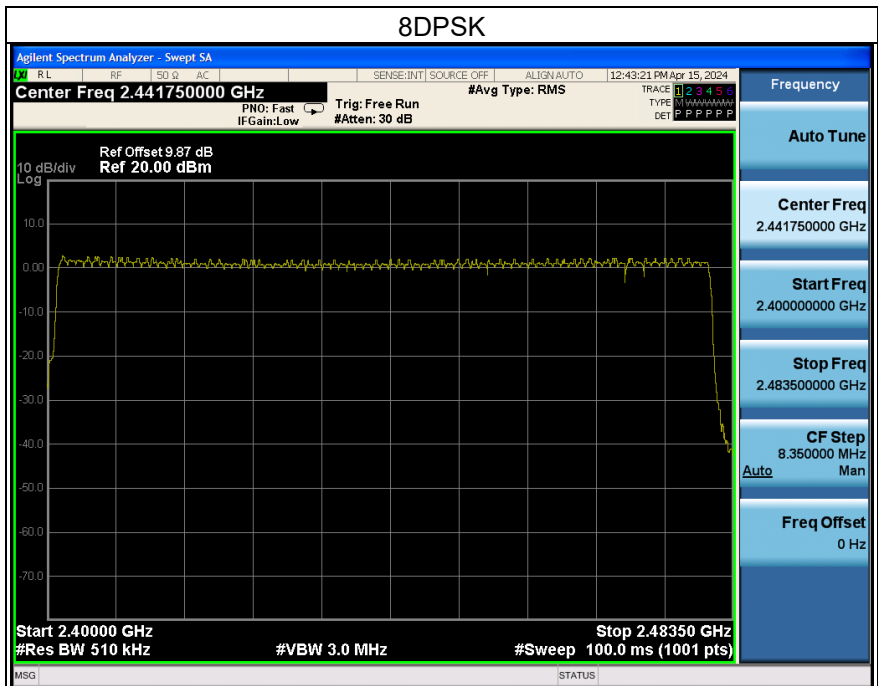 8DPSK
Agilent Spectrum Analyzer - Swept SA
LXI RL RF 50 Ω AC SENSE:INT SOURCE OFF ALIGN AUTO 12:43:21 PM Apr 15, 2024
Center Freq 2.441750000 GHz
#Avg Type: RMS
TRACE 1 2 3 4 5 6
PNO: Fast Trig: Free Run
TYPE M W W W W W
IFGain:Low #Atten: 30 dB
DET P P P P P P
Ref Offset 9.87 dB
10 dB/div Ref 20.00 dBm
Log
10.0
0.00
-10.0
-20.0
-30.0
-40.0
-50.0
-60.0
-70.0
Start 2.40000 GHz Stop 2.48350 GHz
#Res BW 510 kHz #VBW 3.0 MHz #Sweep 100.0 ms (1001 pts)
MSG STATUS
Frequency
Auto Tune
Center Freq
2.441750000 GHz
Start Freq
2.400000000 GHz
Stop Freq
2.483500000 GHz
CF Step
8.350000 MHz
Auto Man
Freq Offset
0 Hz